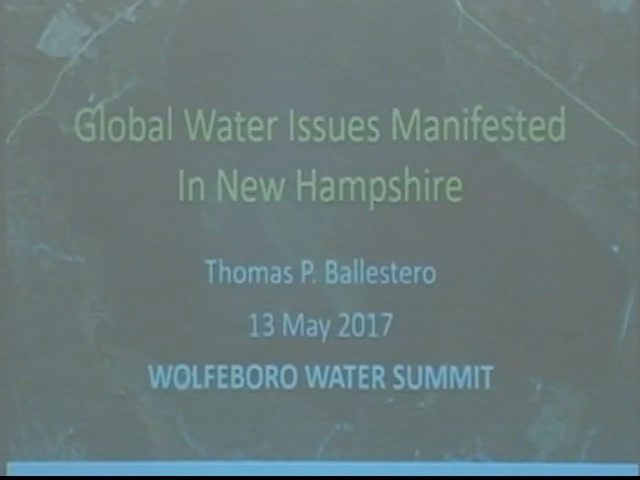 Global Water Issues Manifested
In New Hampshire
Thomas P. Ballestero
13 May 2017
WOLFEBORO WATER SUMMIT